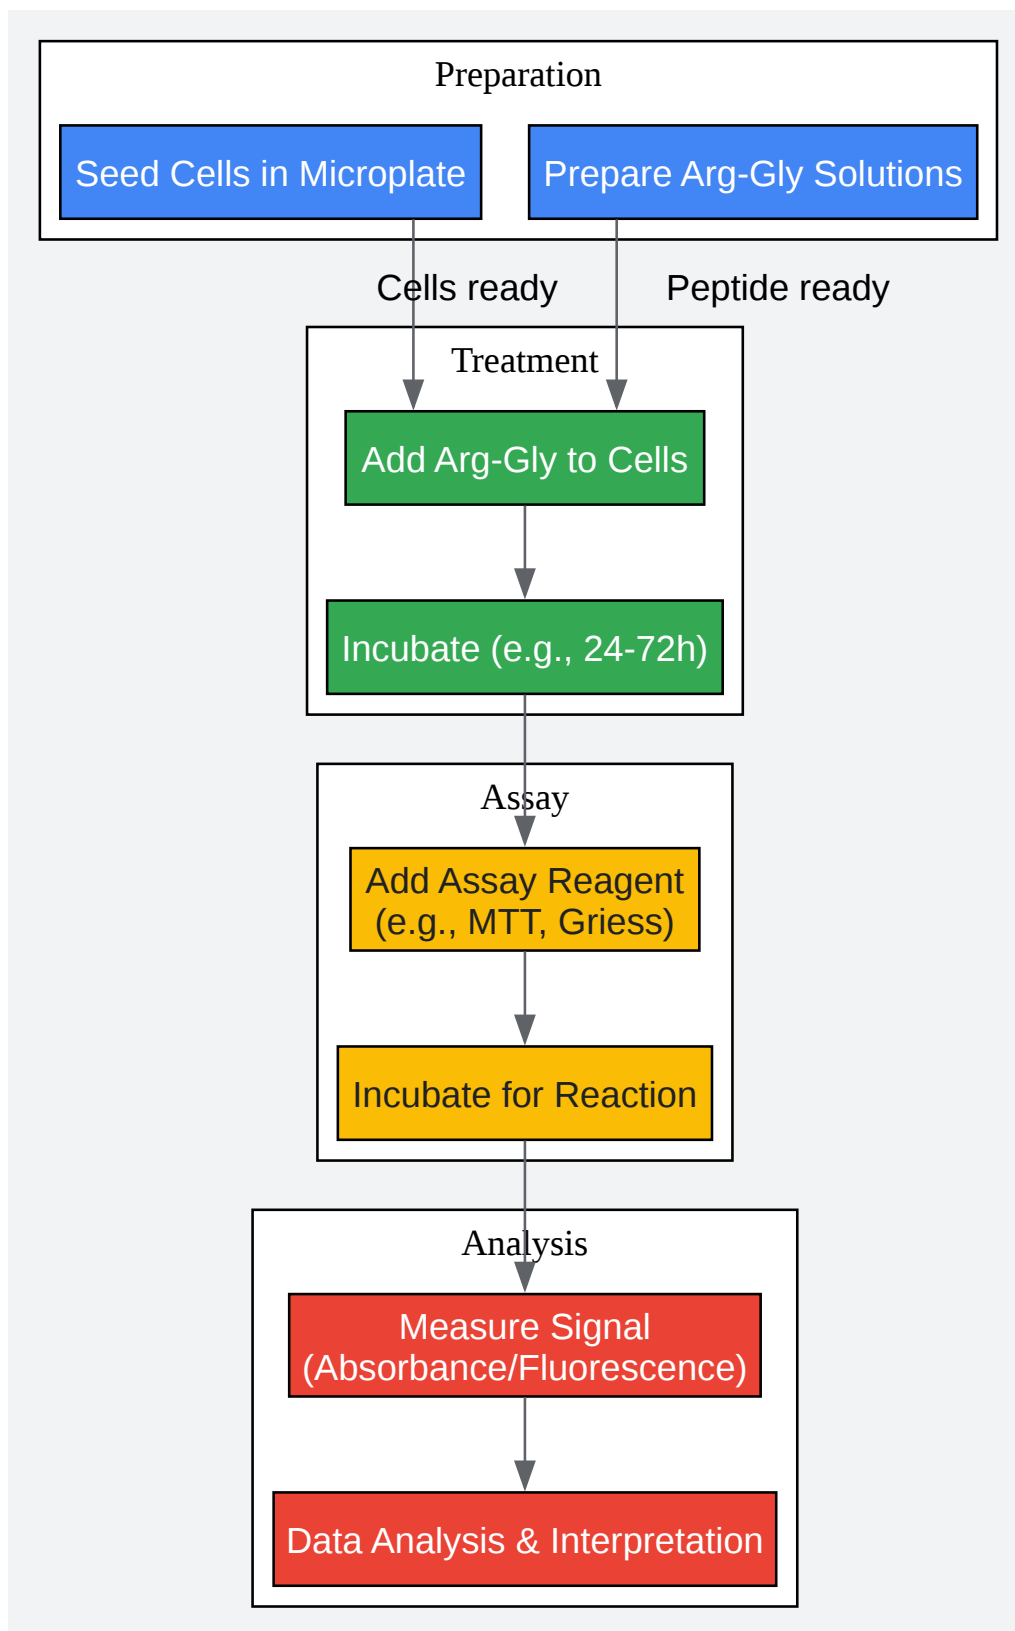 Preparation
Seed Cells in Microplate
Prepare Arg-Gly Solutions
Cells ready
Peptide ready
Treatment
Add Arg-Gly to Cells
Incubate (e.g., 24-72h)
Assay
Add Assay Reagent
(e.g., MTT, Griess)
Incubate for Reaction
Analysis
Measure Signal
(Absorbance/Fluorescence)
Data Analysis & Interpretation